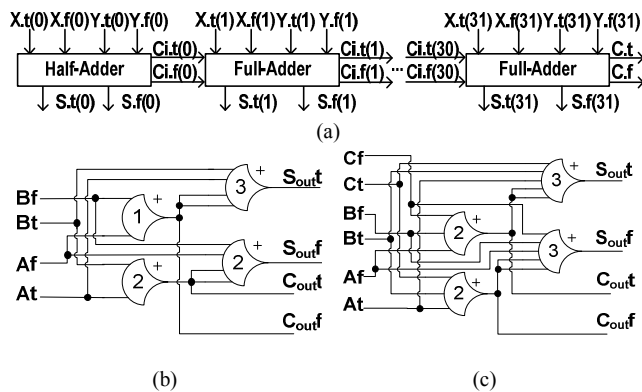 X.t(0) X.f(0) Y.t(0) Y.f(0) X.t(1) X.f(1) Y.t(1) Y.f(1) X.t(31) X.f(31) Y.t(31) Y.f(31)
Half-Adder Ci.t(0) Full-Adder Ci.t(1) Ci.t(30) Full-Adder C.t
Ci.f(0) Ci.f(1) ... Ci.f(30) C.f
S.t(0) S.f(0) S.t(1) S.f(1) S.t(31) S.f(31)
(a)
Bf
Bt
Af
At
1 +
2 +
3 +
2 +
Soutt
Soutf
Coutt
Coutf
(b)
Cf
Ct
Bf
Bt
Af
At
2 +
2 +
3 +
3 +
Soutt
Soutf
Coutt
Coutf
(c)